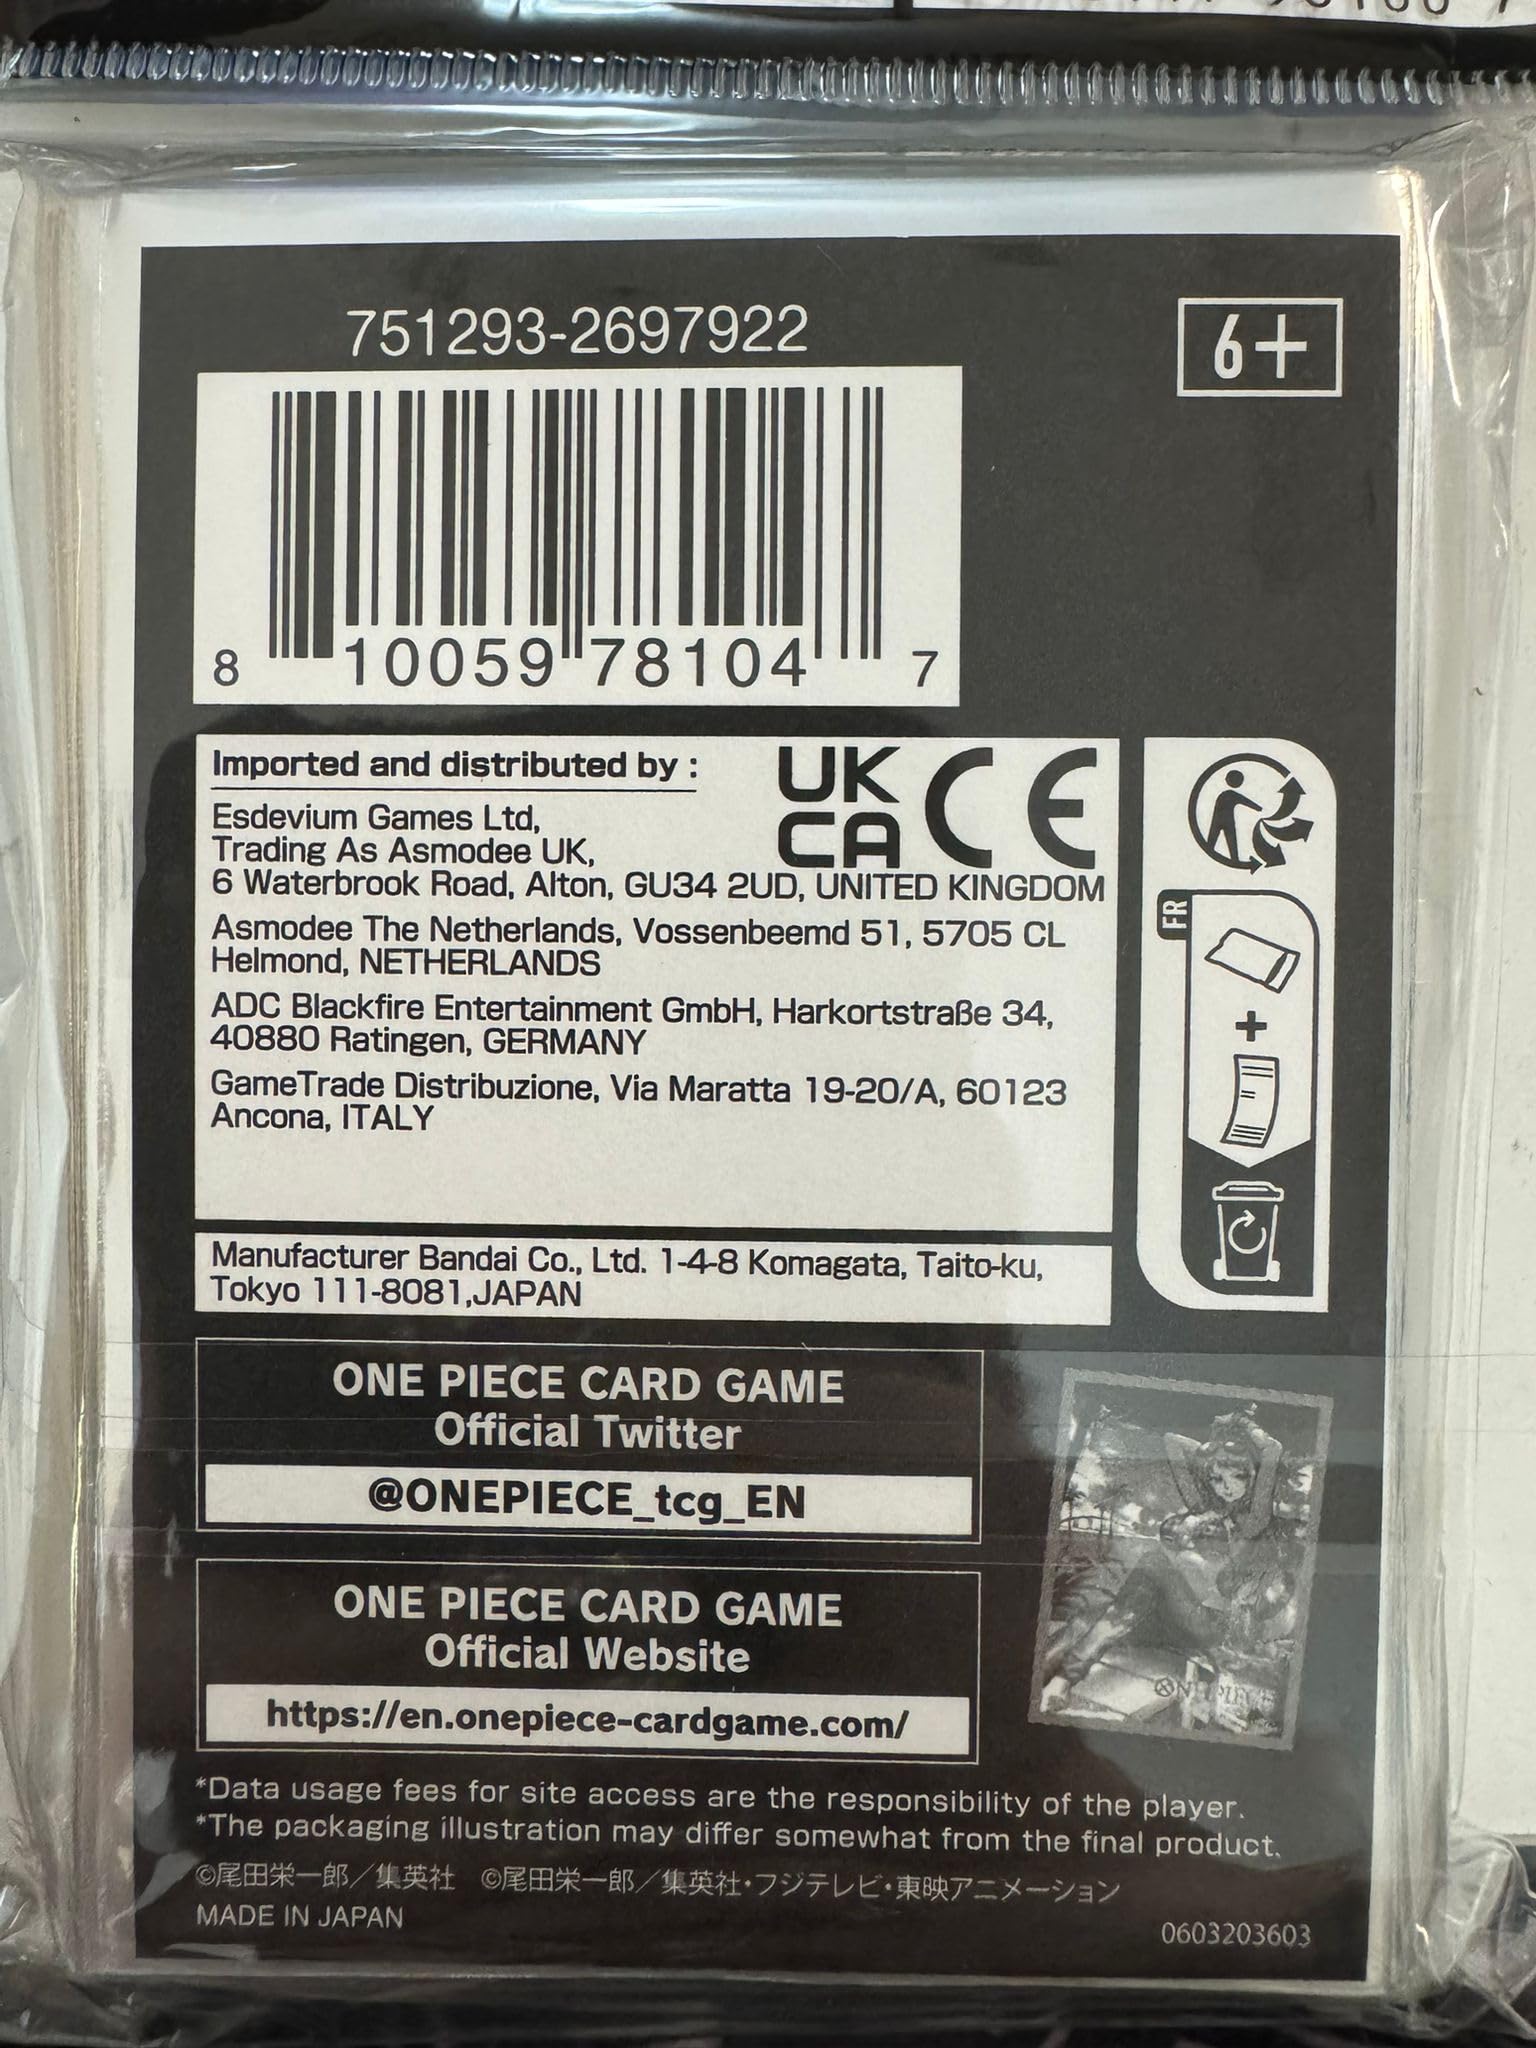 751293-2697922
6+
8 10059 78104 7
Imported and distributed by :
UK
CA
CE
Esdevium Games Ltd,
Trading As Asmodee UK,
6 Waterbrook Road, Alton, GU34 2UD, UNITED KINGDOM
Asmodee The Netherlands, Vossenbeemd 51, 5705 CL
Helmond, NETHERLANDS
ADC Blackfire Entertainment GmbH, Harkortstraße 34,
40880 Ratingen, GERMANY
GameTrade Distribuzione, Via Maratta 19-20/A, 60123
Ancona, ITALY
FR
+
Manufacturer Bandai Co., Ltd. 1-4-8 Komagata, Taito-ku,
Tokyo 111-8081,JAPAN
ONE PIECE CARD GAME
Official Twitter
@ONEPIECE_tcg_EN
ONE PIECE CARD GAME
Official Website
https://en.onepiece-cardgame.com/
*Data usage fees for site access are the responsibility of the player.
*The packaging illustration may differ somewhat from the final product.
©尾田栄一郎／集英社 ©尾田栄一郎／集英社・フジテレビ・東映アニメーション
MADE IN JAPAN
0603203603